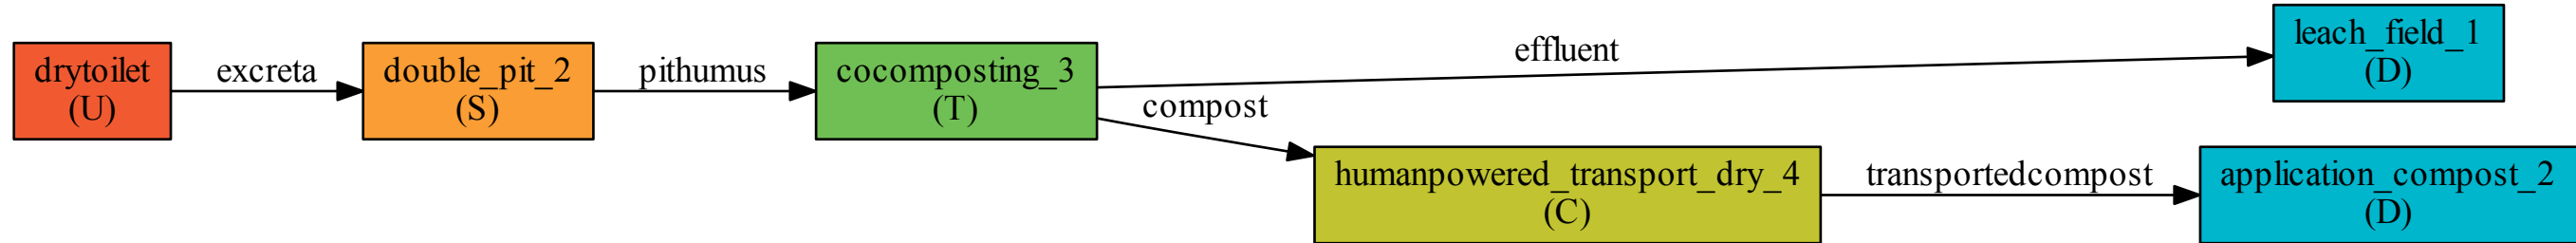 drytoilet
(U)
excreta
double_pit_2
(S)
pithumus
cocomposting_3
(T)
effluent
compost
leach_field_1
(D)
humanpowered_transport_dry_4
(C)
transportedcompost
application_compost_2
(D)